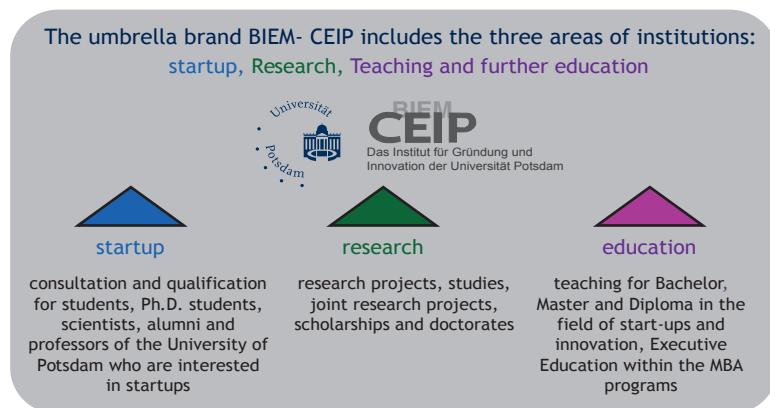 The umbrella brand BIEM- CEIP includes the three areas of institutions:
startup, Research, Teaching and further education
Universität
Potsdam
BIEM
CEIP
Das Institut für Gründung und
Innovation der Universität Potsdam
startup
consultation and qualification
for students, Ph.D. students,
scientists, alumni and
professors of the University of
Potsdam who are interested
in startups
research
research projects, studies,
joint research projects,
scholarships and doctorates
education
teaching for Bachelor,
Master and Diploma in the
field of start-ups and
innovation, Executive
Education within the MBA
programs